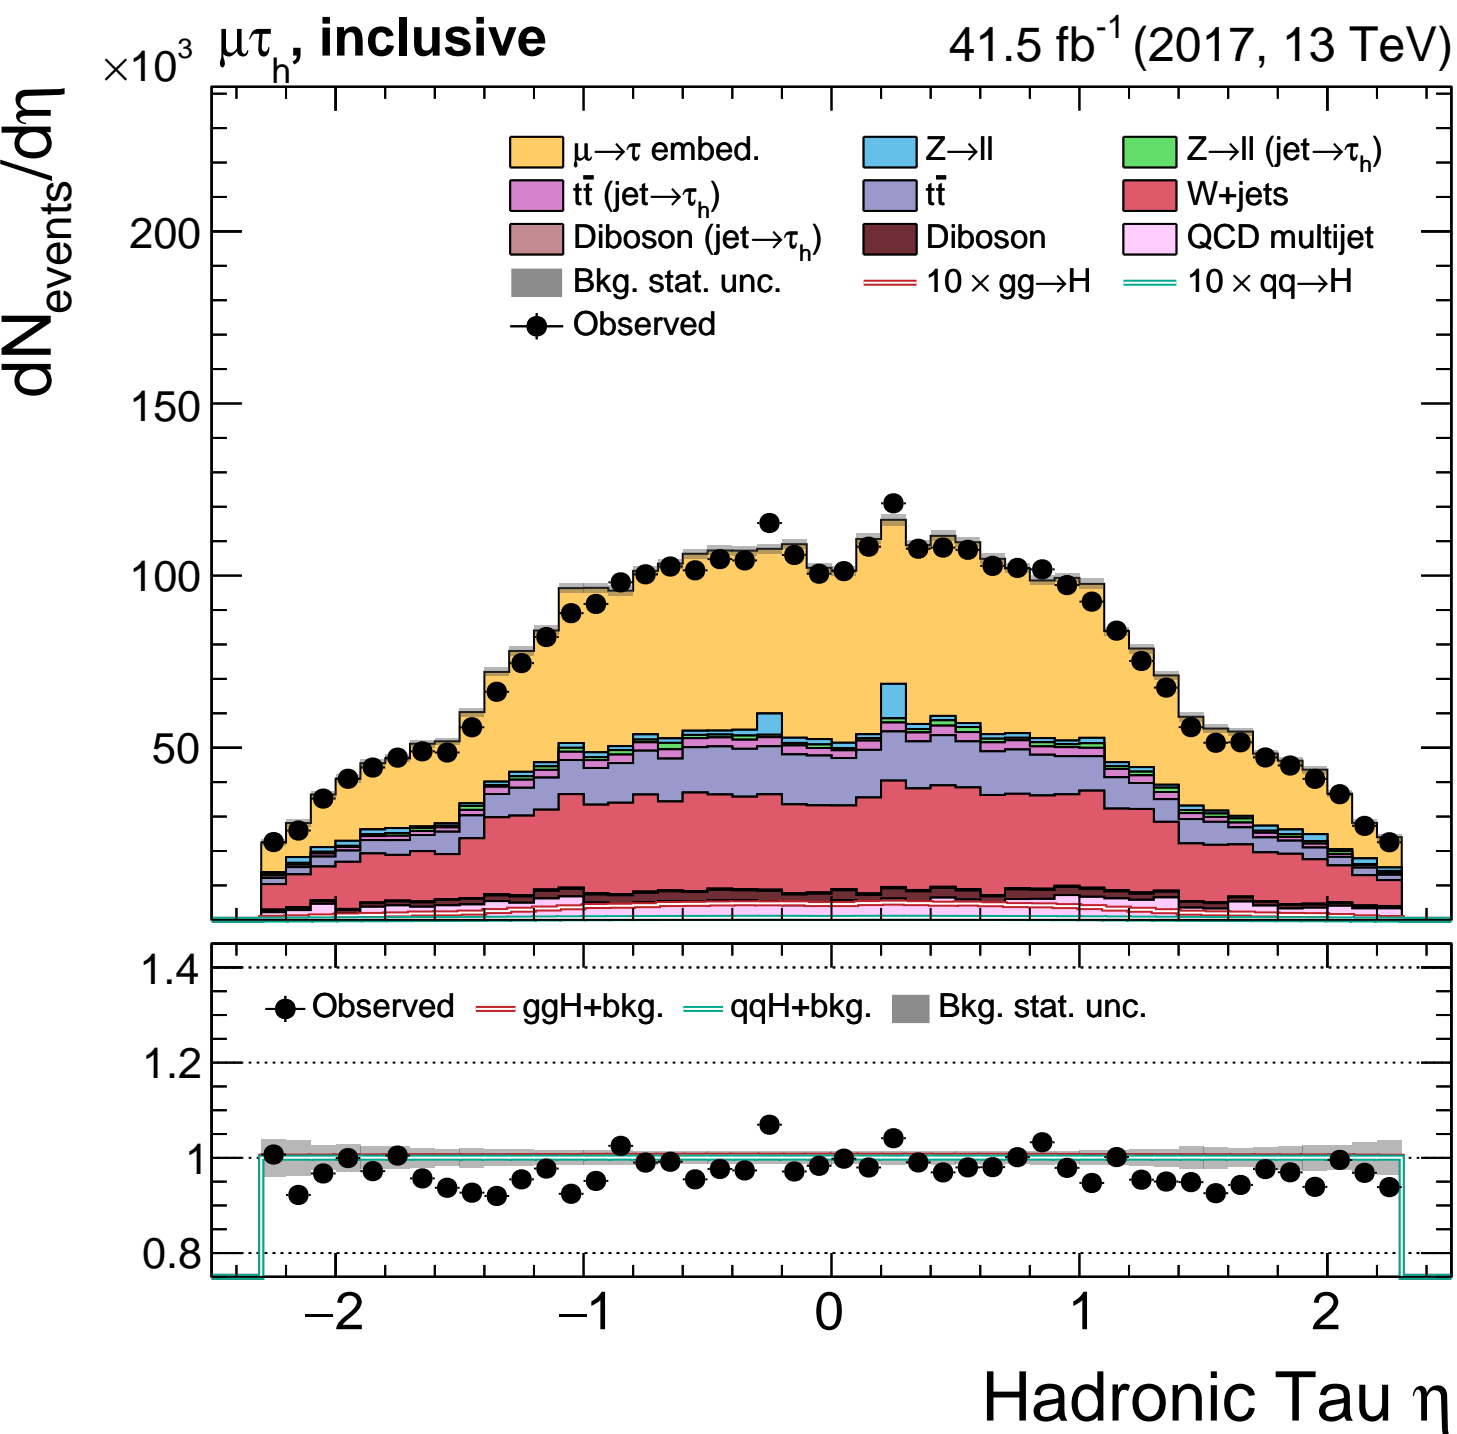 ×10³ μτₕ, inclusive 41.5 fb⁻¹ (2017, 13 TeV)
dN_events/dη
μ→τ embed. Z→ll Z→ll (jet→τₕ)
tt̄ (jet→τₕ) tt̄ W+jets
Diboson (jet→τₕ) Diboson QCD multijet
Bkg. stat. unc. 10 × gg→H 10 × qq→H
Observed
200
150
100
50
1.4
Observed ggH+bkg. qqH+bkg. Bkg. stat. unc.
1.2
1
0.8
−2 −1 0 1 2
Hadronic Tau η